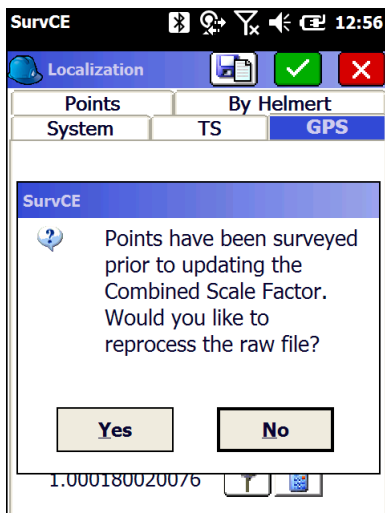 SurvCE 12:56
Localization
Points By Helmert
System TS GPS
SurvCE
Points have been surveyed
prior to updating the
Combined Scale Factor.
Would you like to
reprocess the raw file?
Yes No
1.000180020076